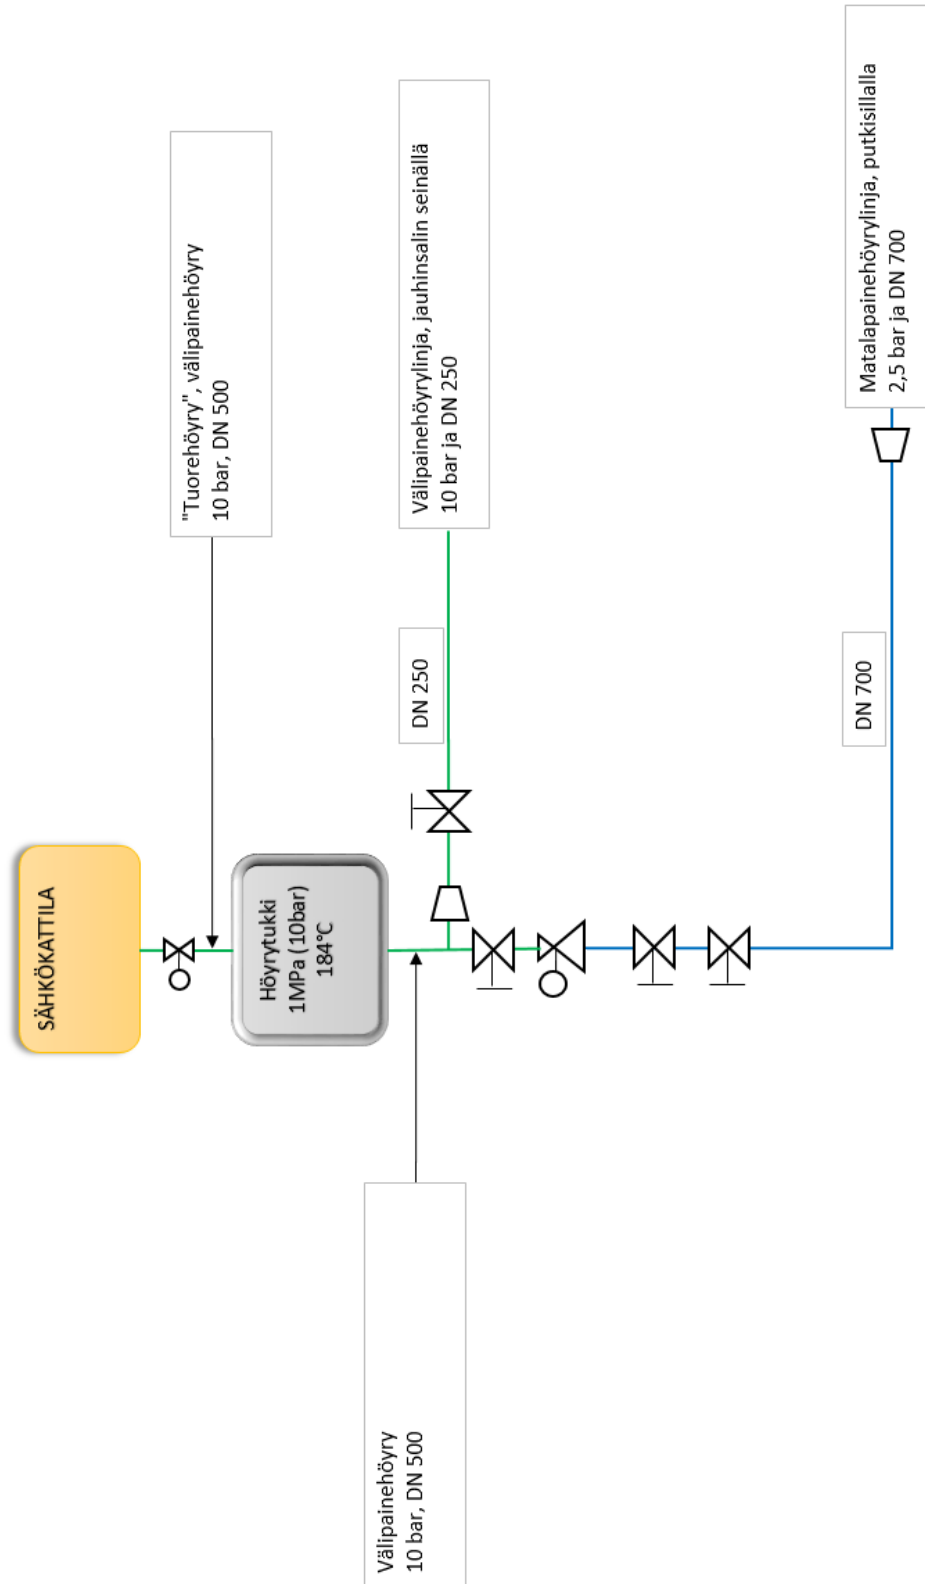 SÄHKÖKATTILA
"Tuorehöyry", välipainehöyry
10 bar, DN 500
Höyrytukki
1MPa (10bar)
184°C
Välipainehöyry
10 bar, DN 500
DN 250
Välipainehöyrylinja, jauhinsalin seinällä
10 bar ja DN 250
DN 700
Matalapainehöyrylinja, putkisillalla
2,5 bar ja DN 700